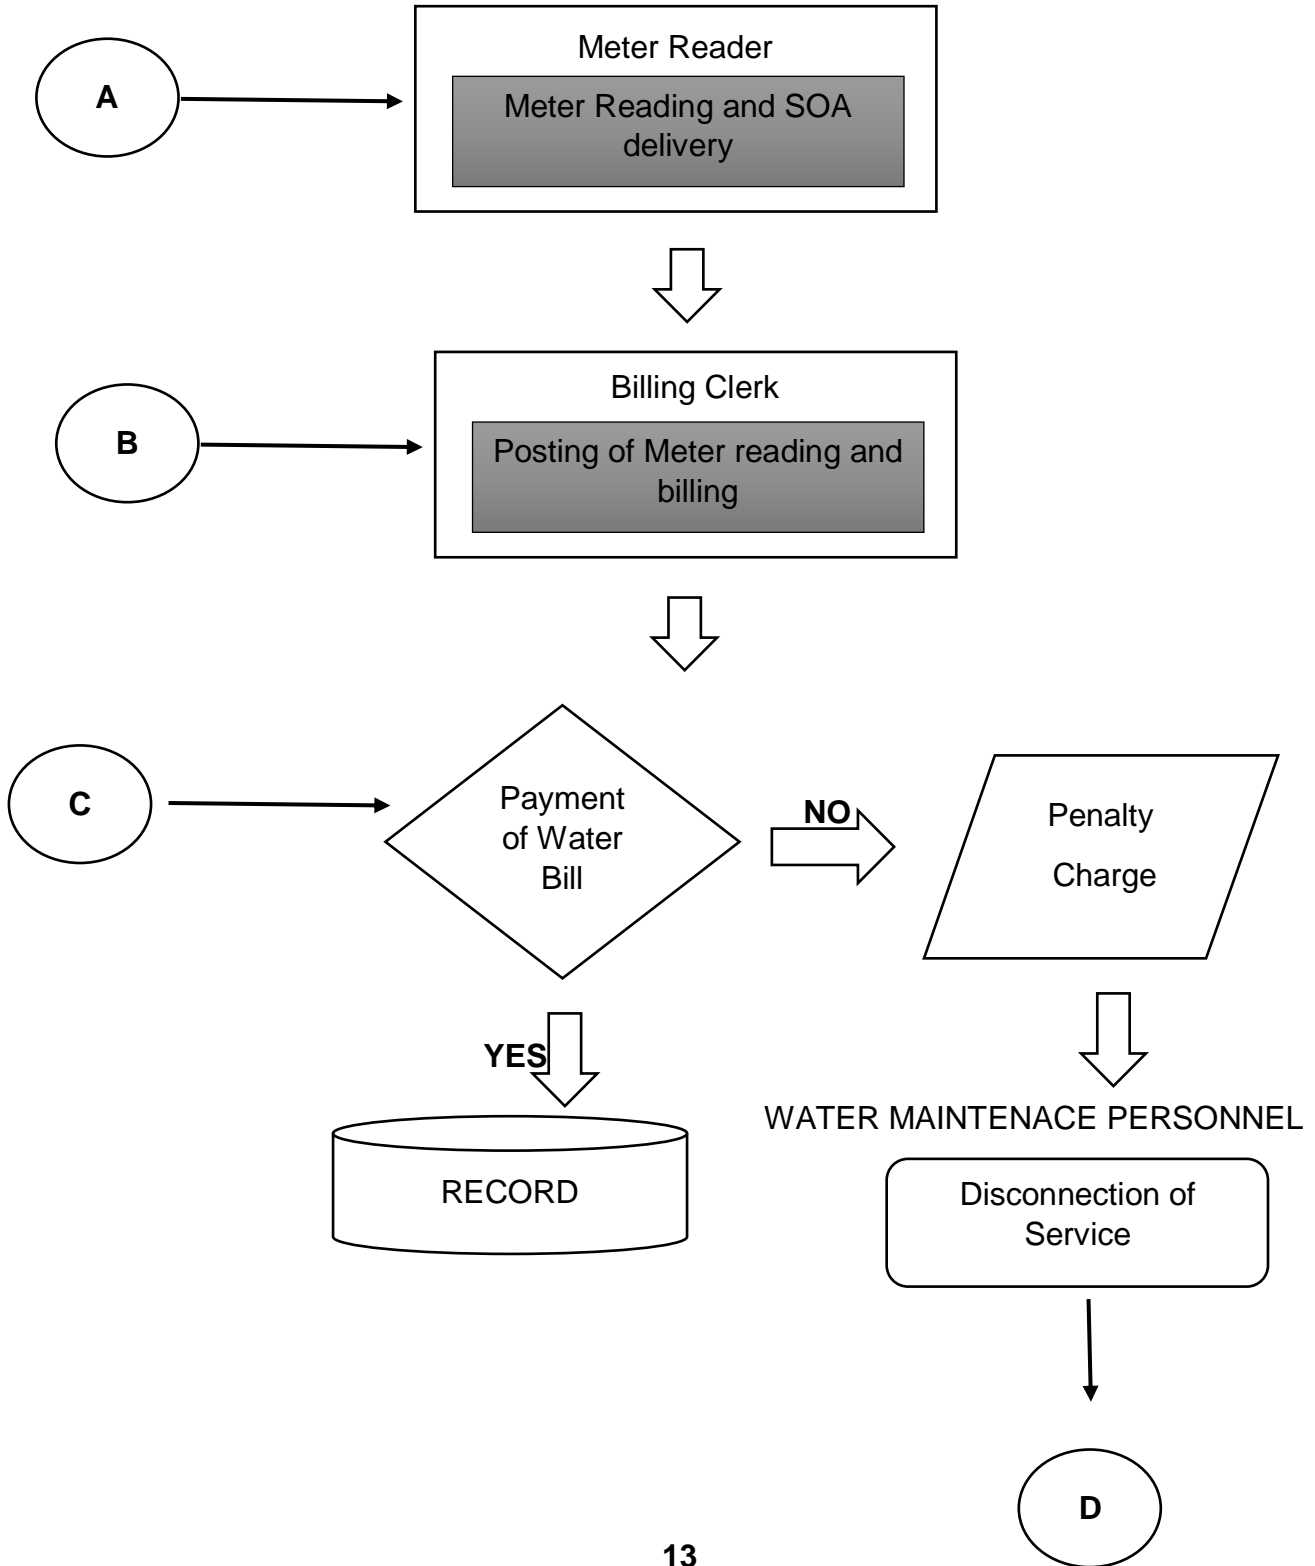 Meter Reader
A
Meter Reading and SOA
delivery
Billing Clerk
B
Posting of Meter reading and
billing
C
Payment
of Water
Bill
NO
Penalty
Charge
YES
WATER MAINTENACE PERSONNEL
RECORD
Disconnection of
Service
D
13